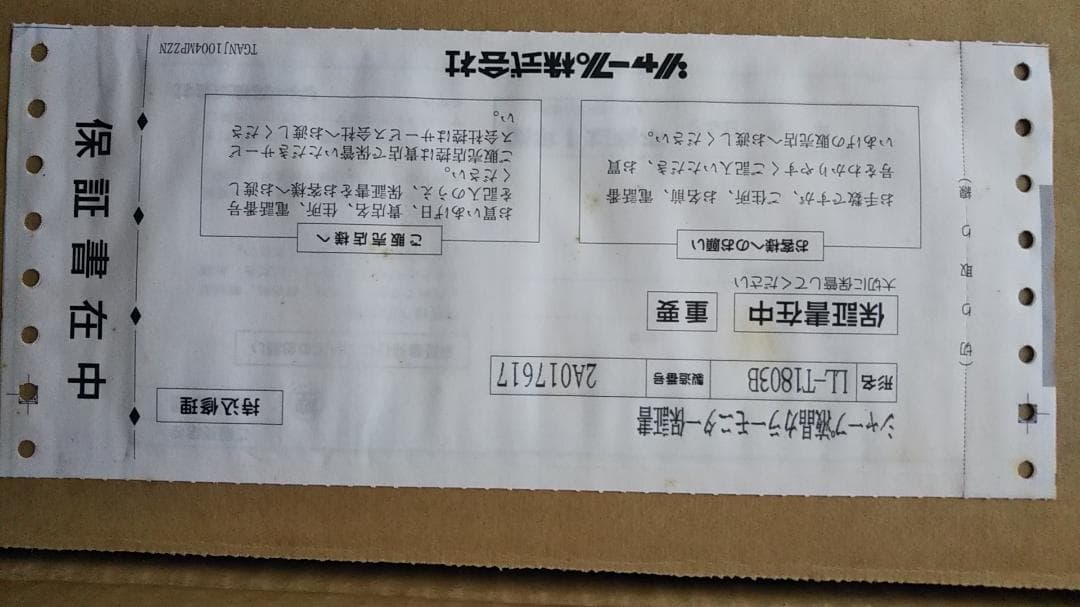 シャープ液晶カラーモニター保証書
持込修理
形名 LL-T1803B 製造番号 2A017617
保証書在中 重要
大切に保管してください
お客様へのお願い
お手数ですが、ご住所、お名前、電話番
号をわかりやすくご記入いただき、お買
いあげの販売店へお渡しください。
ご販売店様へ
お買いあげ日、貴店名、住所、電話番号
を記入のうえ、保証書をお客様へお渡し
ください。
ご販売店控は貴店で保管いただきサービ
ス会社控はサービス会社へお渡しくださ
い。
シャープ株式会社
TGANJ1004MPZZN
(切り取り線)
保証書在中